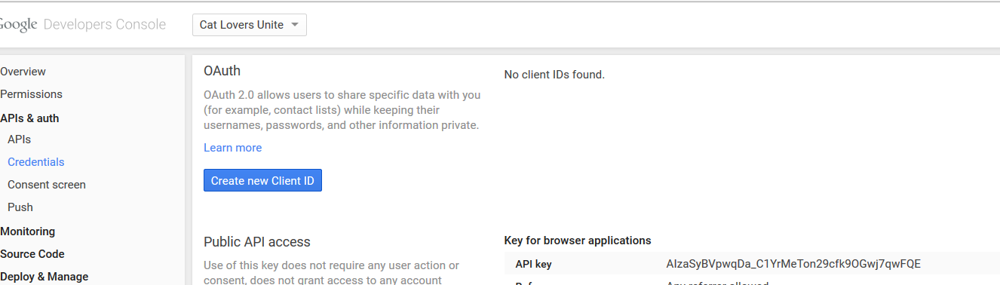 Google Developers Console
Cat Lovers Unite
Overview
Permissions
APIs & auth
APIs
Credentials
Consent screen
Push
Monitoring
Source Code
Deploy & Manage
OAuth
OAuth 2.0 allows users to share specific data with you
(for example, contact lists) while keeping their
usernames, passwords, and other information private.
Learn more
Create new Client ID
No client IDs found.
Public API access
Use of this key does not require any user action or
consent, does not grant access to any account
Key for browser applications
API key AIzaSyBVpwqDa_C1YrMeTon29cfk9OGwj7qwFQE
Any referrer allowed